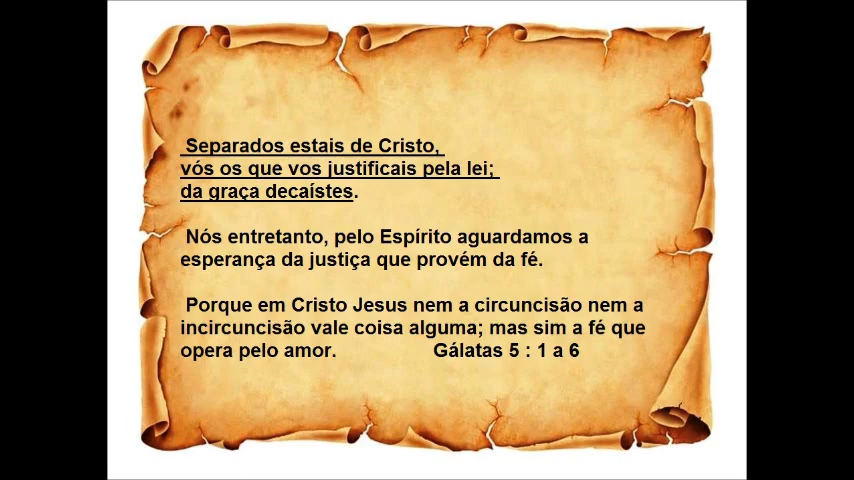 Separados estais de Cristo,
vós os que vos justificais pela lei;
da graça decaístes.
Nós entretanto, pelo Espírito aguardamos a
esperança da justiça que provém da fé.
Porque em Cristo Jesus nem a circuncisão nem a
incircuncisão vale coisa alguma; mas sim a fé que
opera pelo amor. Gálatas 5 : 1 a 6